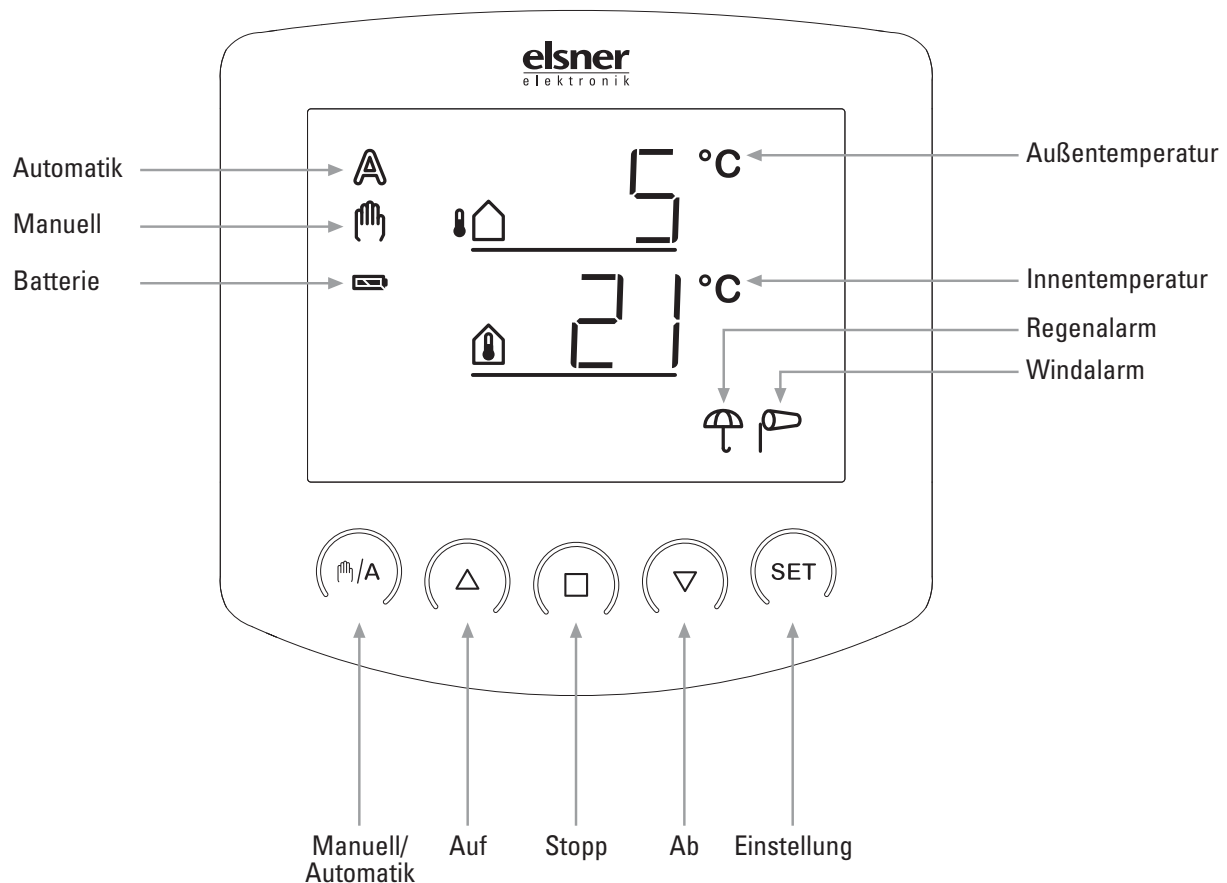 elsner
elektronik
Automatik
A
5 °C
Außentemperatur
Manuell
Batterie
21 °C
Innentemperatur
Regenalarm
Windalarm
/A
SET
Manuell/
Automatik
Auf
Stopp
Ab
Einstellung